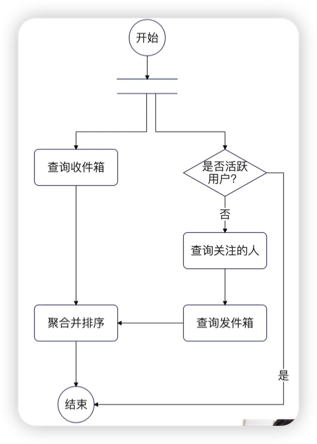 开始
查询收件箱
是否活跃
用户?
否
查询关注的人
聚合并排序
查询发件箱
是
结束